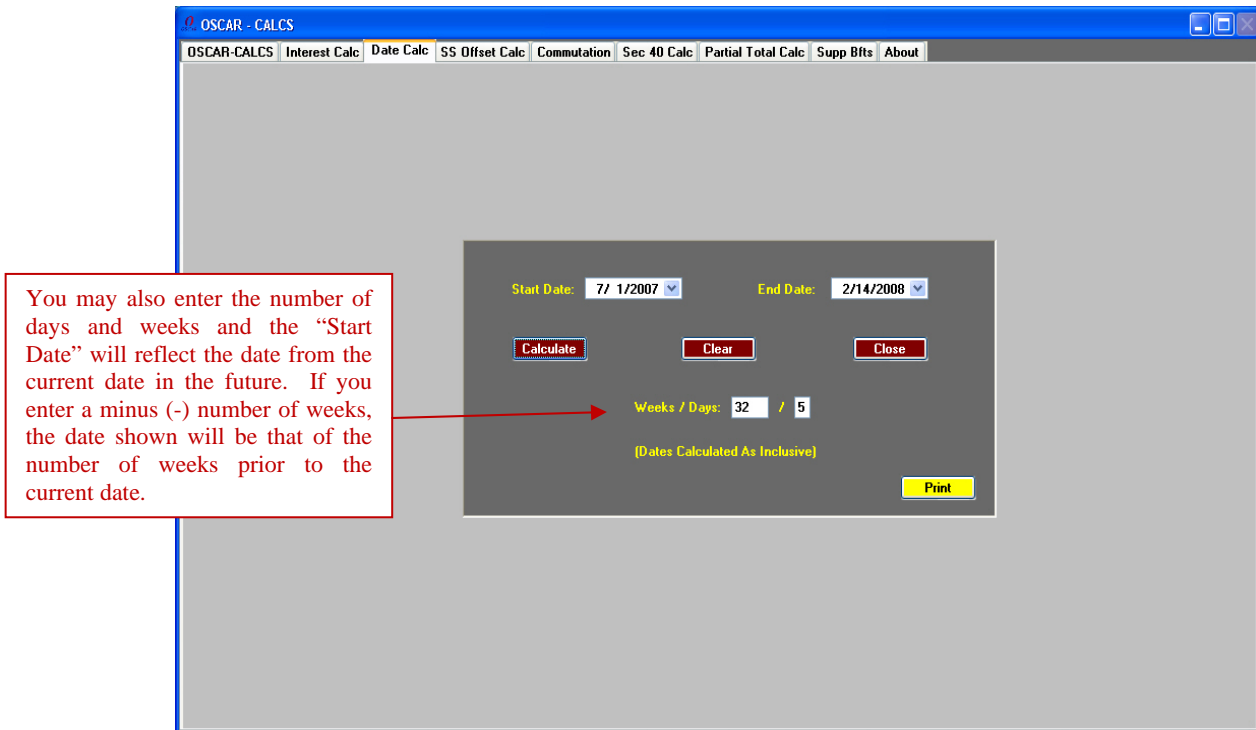 OSCAR - CALCS
OSCAR-CALCS Interest Calc Date Calc SS Offset Calc Commutation Sec 40 Calc Partial Total Calc Supp Bfts About
Start Date: 7/ 1/2007 End Date: 2/14/2008
Calculate Clear Close
Weeks / Days: 32 / 5
(Dates Calculated As Inclusive)
Print
You may also enter the number of
days and weeks and the “Start
Date” will reflect the date from the
current date in the future. If you
enter a minus (-) number of weeks,
the date shown will be that of the
number of weeks prior to the
current date.